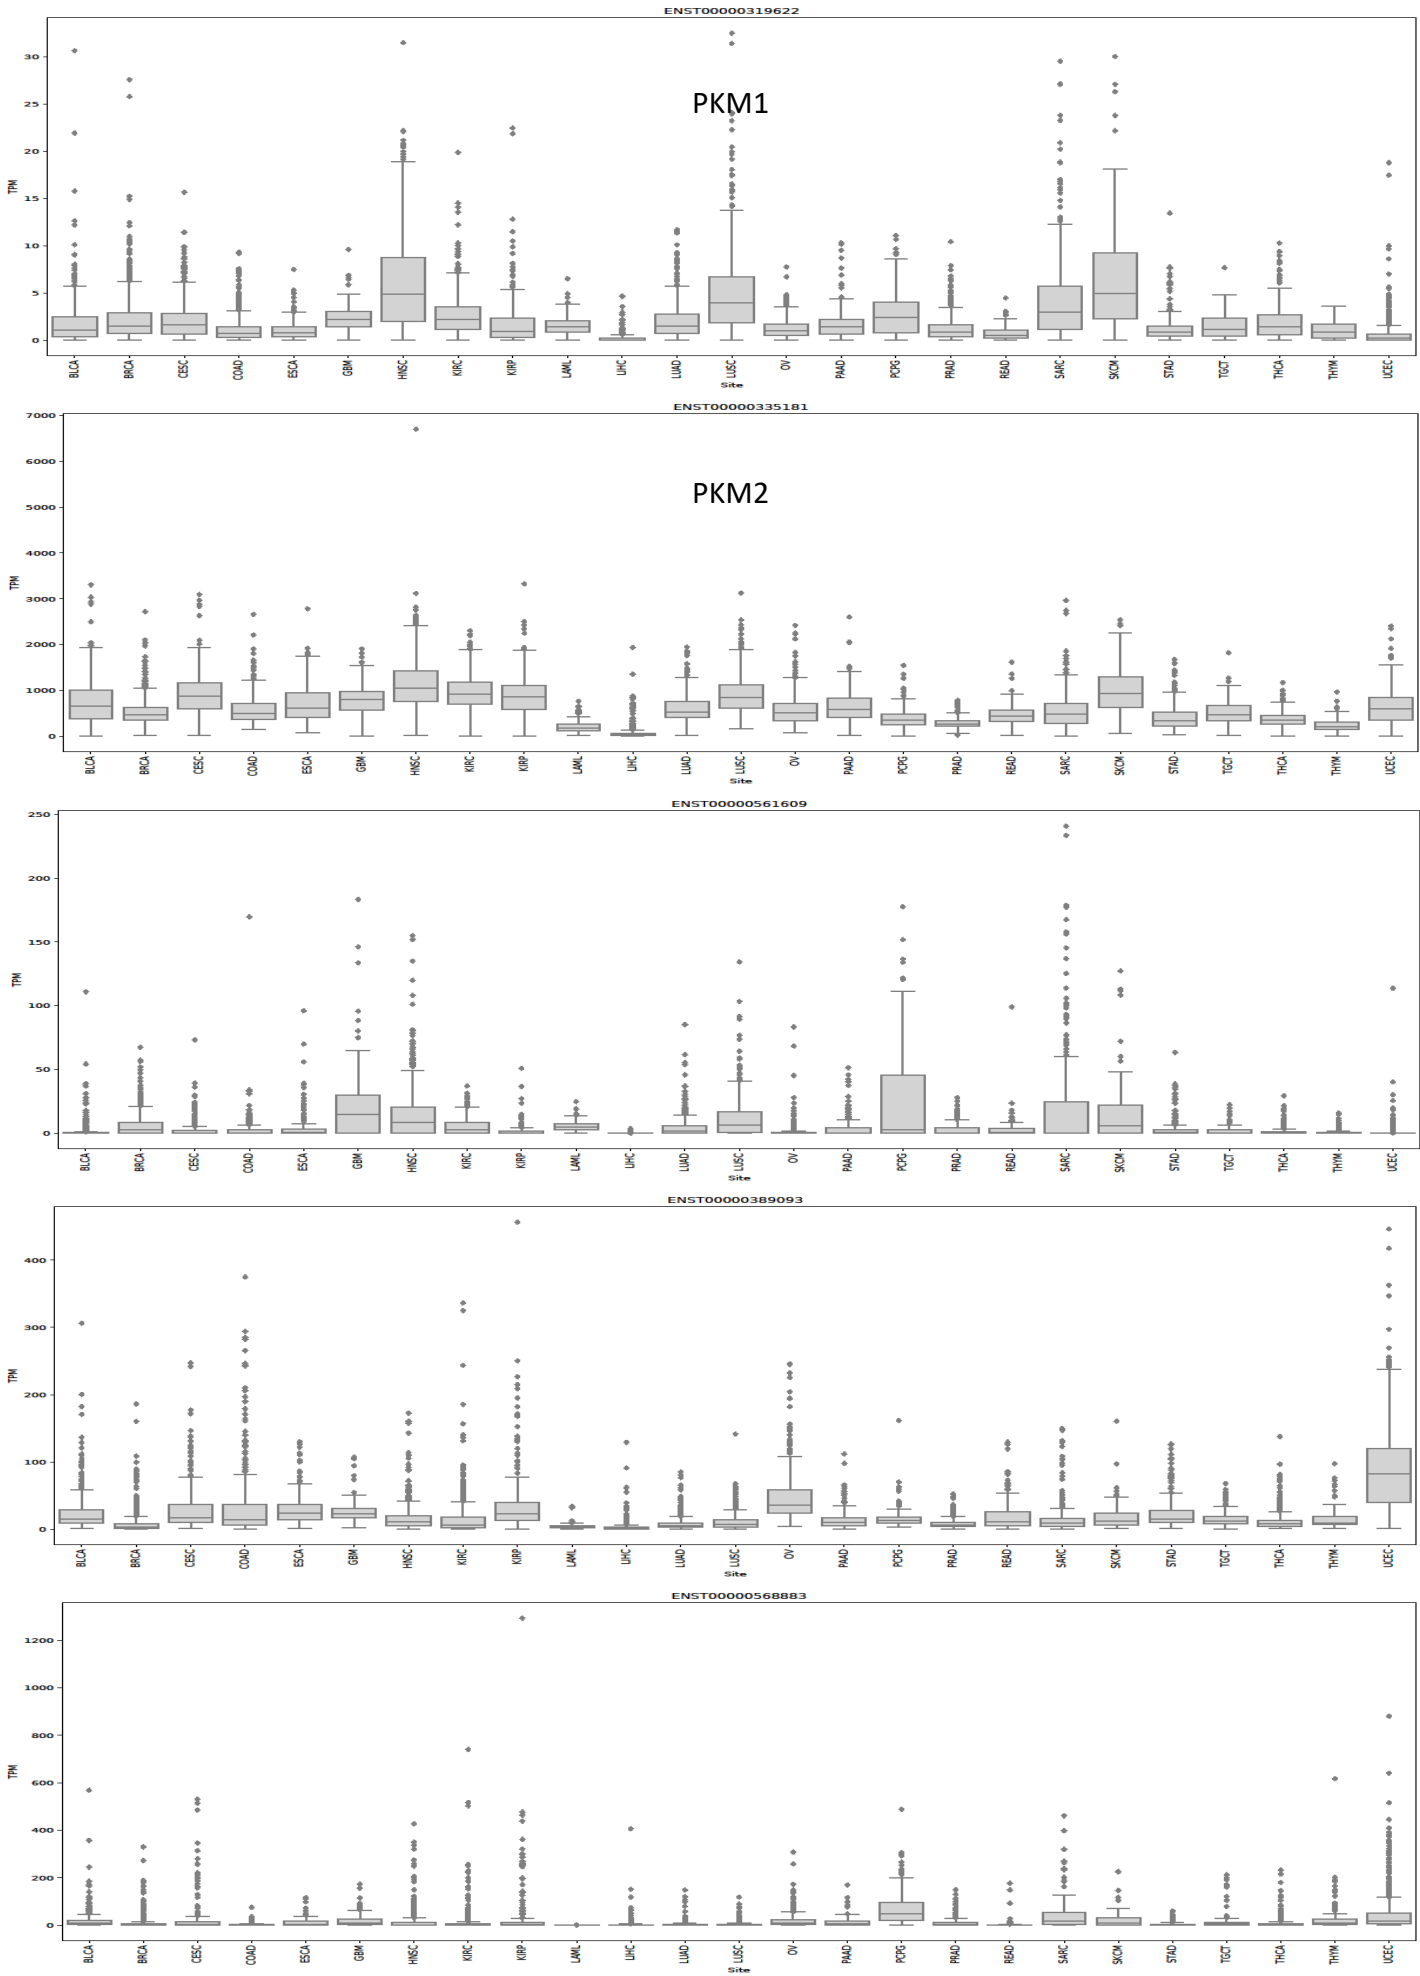 ENST00000319622
PKM1
TPM
30
25
20
15
10
5
0
BLCA BRCA CESC COAD ESCA GBM HNSC KIRC KIRP LAML LIHC LUAD LUSC OV PAAD PCPG PRAD READ SARC SKCM STAD TGCT THCA THYM UCEC
Site
ENST00000335181
PKM2
TPM
7000
6000
5000
4000
3000
2000
1000
0
BLCA BRCA CESC COAD ESCA GBM HNSC KIRC KIRP LAML LIHC LUAD LUSC OV PAAD PCPG PRAD READ SARC SKCM STAD TGCT THCA THYM UCEC
Site
ENST00000561609
TPM
250
200
150
100
50
0
BLCA BRCA CESC COAD ESCA GBM HNSC KIRC KIRP LAML LIHC LUAD LUSC OV PAAD PCPG PRAD READ SARC SKCM STAD TGCT THCA THYM UCEC
Site
ENST00000389093
TPM
400
300
200
100
0
BLCA BRCA CESC COAD ESCA GBM HNSC KIRC KIRP LAML LIHC LUAD LUSC OV PAAD PCPG PRAD READ SARC SKCM STAD TGCT THCA THYM UCEC
Site
ENST00000568883
TPM
1200
1000
800
600
400
200
0
BLCA BRCA CESC COAD ESCA GBM HNSC KIRC KIRP LAML LIHC LUAD LUSC OV PAAD PCPG PRAD READ SARC SKCM STAD TGCT THCA THYM UCEC
Site